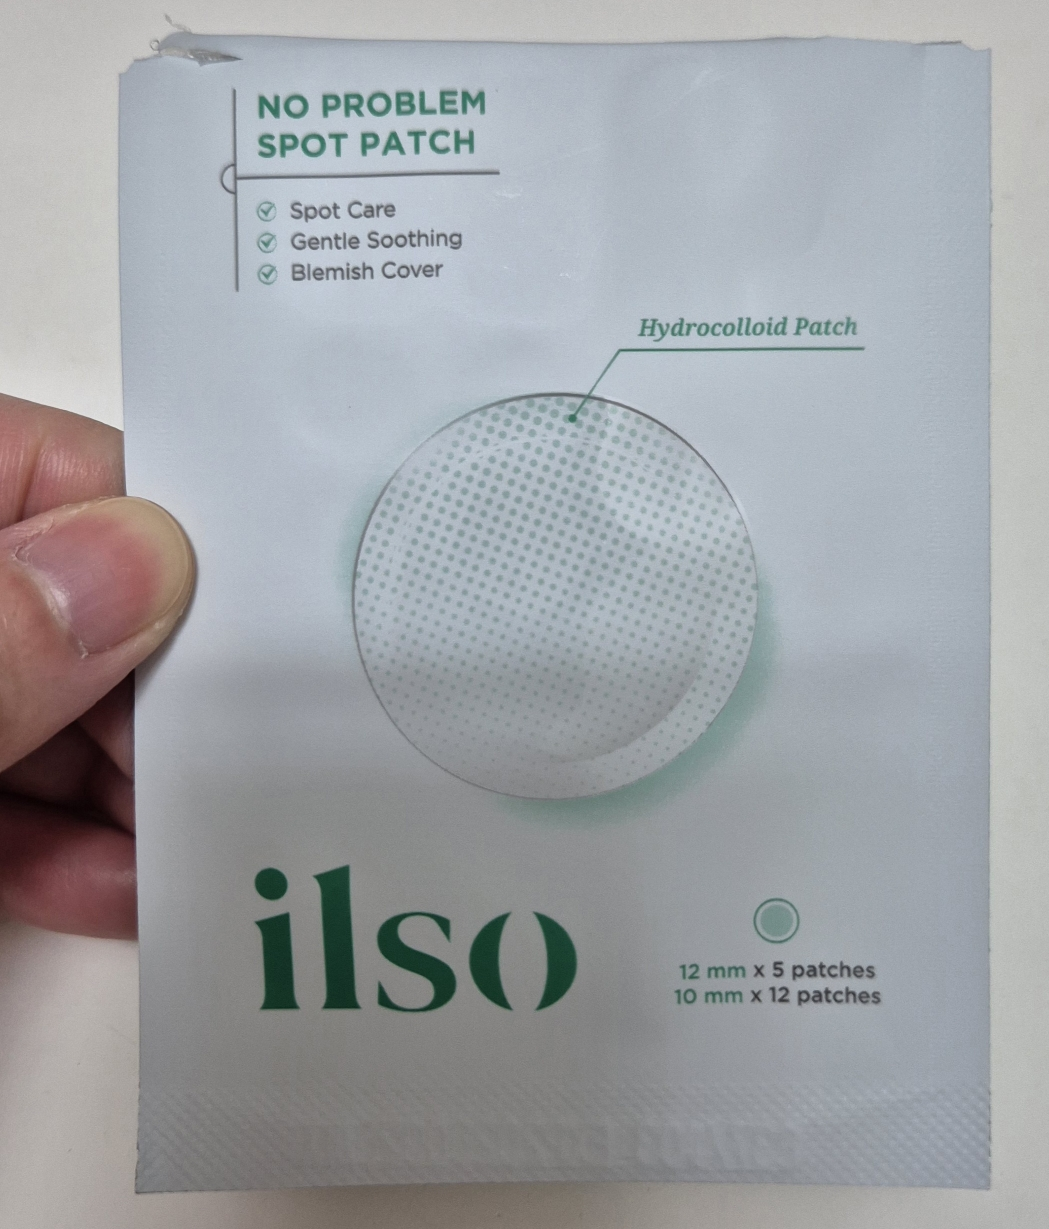 NO PROBLEM
SPOT PATCH
Spot Care
Gentle Soothing
Blemish Cover
Hydrocolloid Patch
ilso
12 mm x 5 patches
10 mm x 12 patches